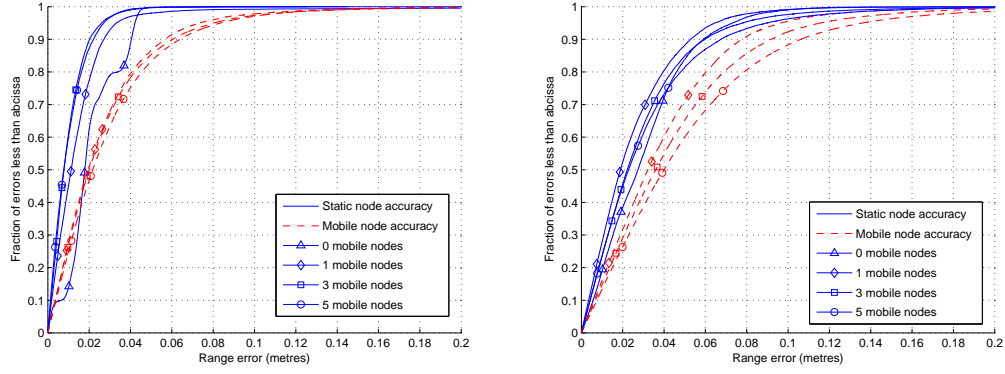 1
0.9
0.8
0.7
0.6
0.5
0.4
0.3
0.2
0.1
0
Fraction of errors less than abcissa
0 0.02 0.04 0.06 0.08 0.1 0.12 0.14 0.16 0.18 0.2
Range error (metres)
Static node accuracy
Mobile node accuracy
0 mobile nodes
1 mobile nodes
3 mobile nodes
5 mobile nodes
1
0.9
0.8
0.7
0.6
0.5
0.4
0.3
0.2
0.1
0
Fraction of errors less than abcissa
0 0.02 0.04 0.06 0.08 0.1 0.12 0.14 0.16 0.18 0.2
Range error (metres)
Static node accuracy
Mobile node accuracy
0 mobile nodes
1 mobile nodes
3 mobile nodes
5 mobile nodes